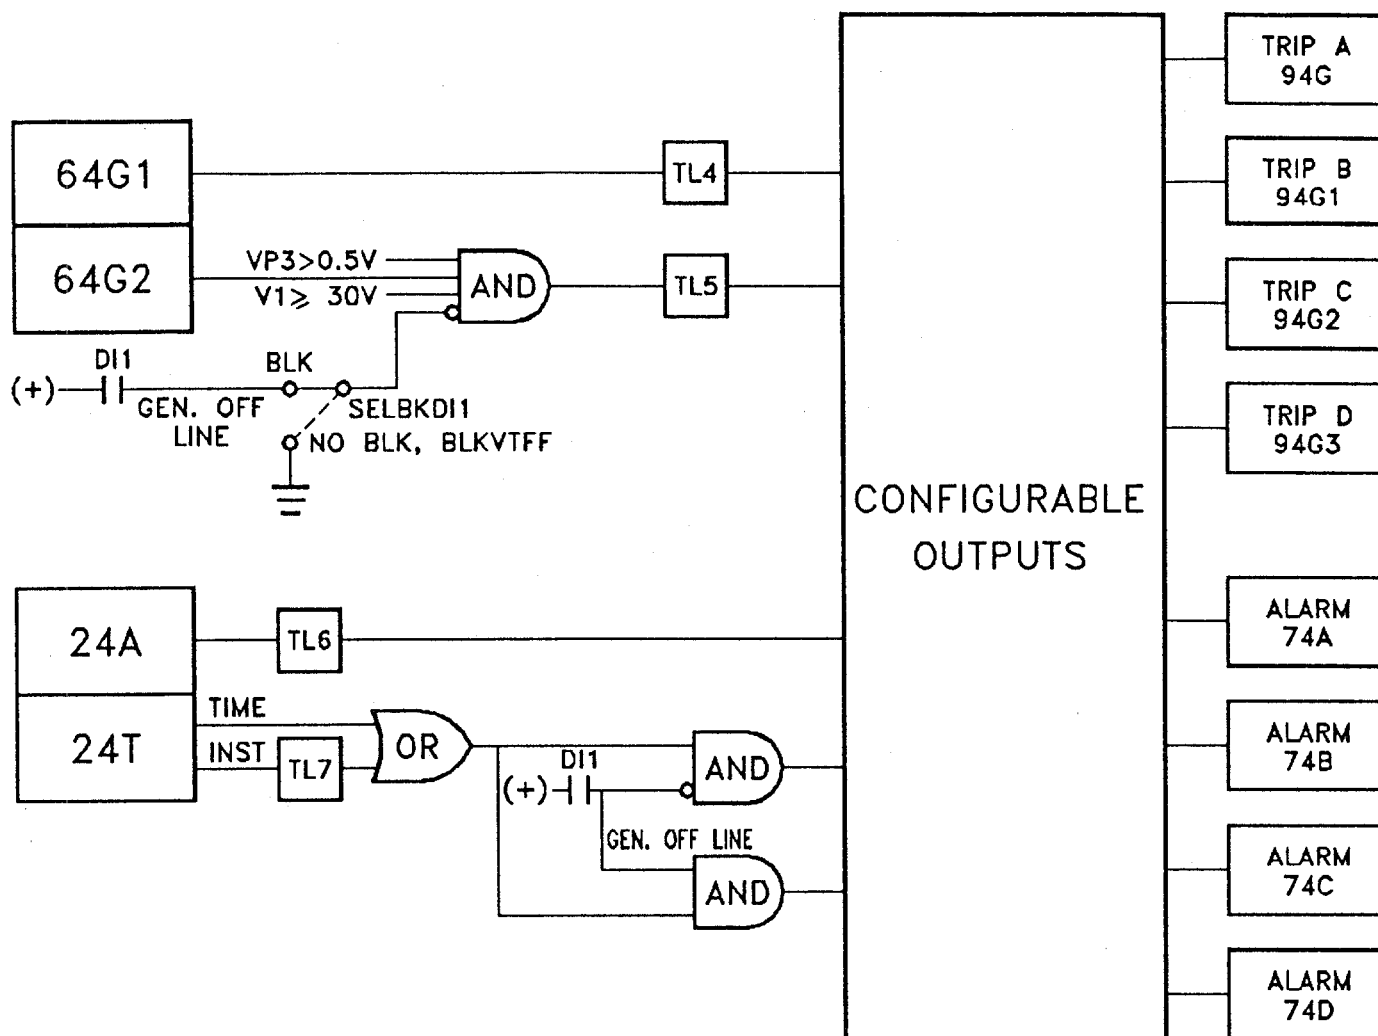 TRIP A
94G
64G1
TL4
TRIP B
94G1
64G2
VP3>0.5V
V1⩾ 30V
AND
TL5
TRIP C
94G2
DI1
(+)
BLK
GEN. OFF
LINE
SELBKDI1
NO BLK, BLKVTFF
TRIP D
94G3
CONFIGURABLE
OUTPUTS
24A
TL6
ALARM
74A
24T
TIME
INST
TL7
OR
DI1
(+)
AND
GEN. OFF LINE
AND
ALARM
74B
ALARM
74C
ALARM
74D